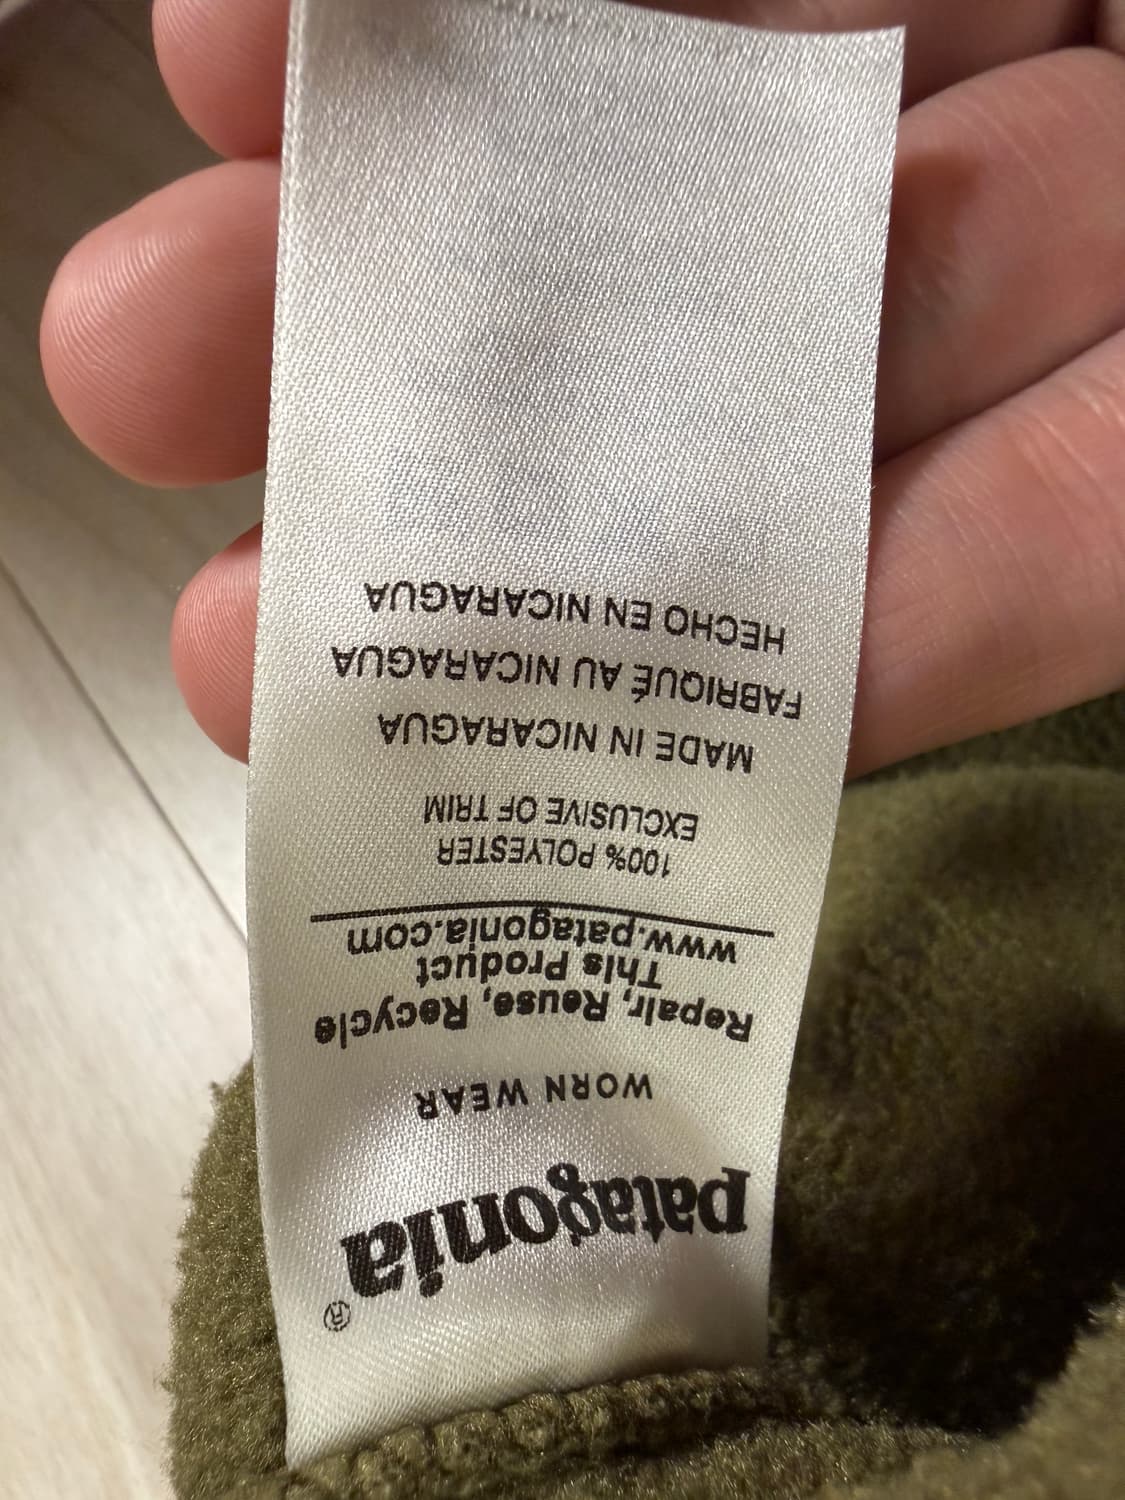 patagonia®
WORN WEAR
Repair, Reuse, Recycle
This Product
www.patagonia.com
100% POLYESTER
EXCLUSIVE OF TRIM
MADE IN NICARAGUA
FABRIQUÉ AU NICARAGUA
HECHO EN NICARAGUA